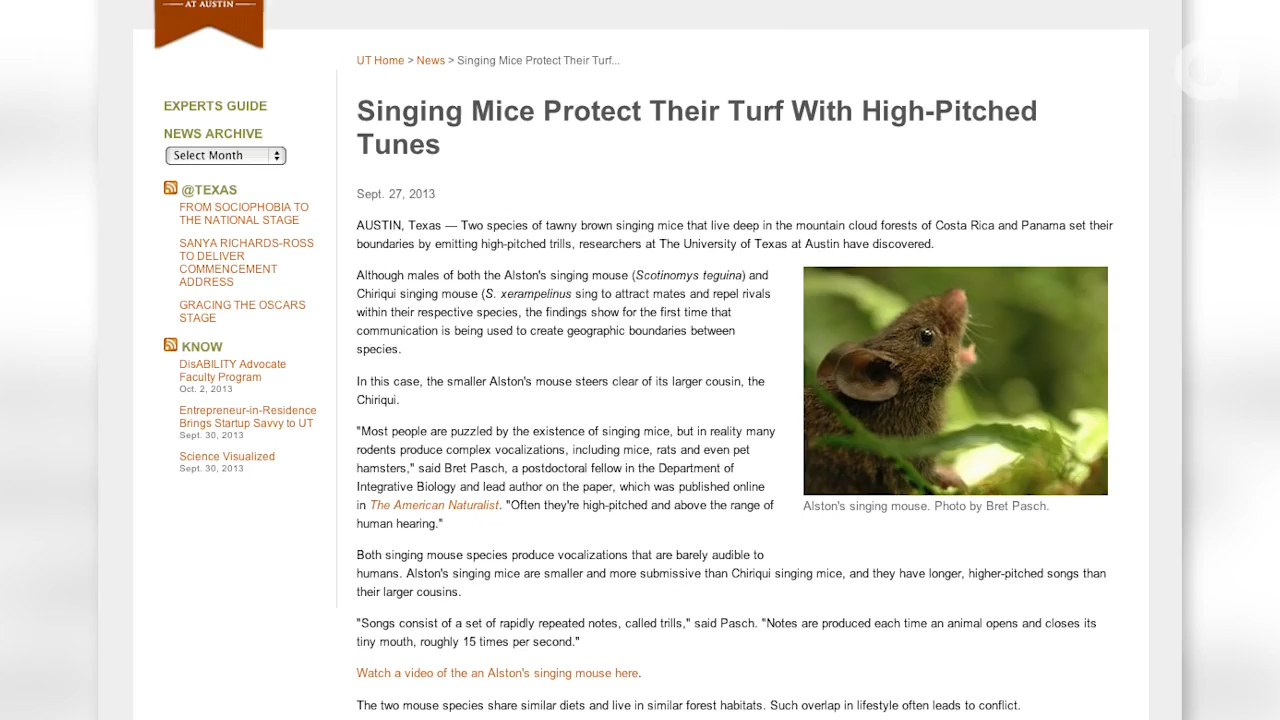 AT AUSTIN
UT Home > News > Singing Mice Protect Their Turf...
EXPERTS GUIDE
NEWS ARCHIVE
Select Month
@TEXAS
FROM SOCIOPHOBIA TO
THE NATIONAL STAGE
SANYA RICHARDS-ROSS
TO DELIVER
COMMENCEMENT
ADDRESS
GRACING THE OSCARS
STAGE
KNOW
DisABILITY Advocate
Faculty Program
Oct. 2, 2013
Entrepreneur-in-Residence
Brings Startup Savvy to UT
Sept. 30, 2013
Science Visualized
Sept. 30, 2013
Singing Mice Protect Their Turf With High-Pitched
Tunes
Sept. 27, 2013
AUSTIN, Texas — Two species of tawny brown singing mice that live deep in the mountain cloud forests of Costa Rica and Panama set their
boundaries by emitting high-pitched trills, researchers at The University of Texas at Austin have discovered.
Although males of both the Alston's singing mouse (Scotinomys teguina) and
Chiriqui singing mouse (S. xerampelinus sing to attract mates and repel rivals
within their respective species, the findings show for the first time that
communication is being used to create geographic boundaries between
species.
In this case, the smaller Alston's mouse steers clear of its larger cousin, the
Chiriqui.
"Most people are puzzled by the existence of singing mice, but in reality many
rodents produce complex vocalizations, including mice, rats and even pet
hamsters," said Bret Pasch, a postdoctoral fellow in the Department of
Integrative Biology and lead author on the paper, which was published online
in The American Naturalist. "Often they're high-pitched and above the range of
human hearing."
Alston's singing mouse. Photo by Bret Pasch.
Both singing mouse species produce vocalizations that are barely audible to
humans. Alston's singing mice are smaller and more submissive than Chiriqui singing mice, and they have longer, higher-pitched songs than
their larger cousins.
"Songs consist of a set of rapidly repeated notes, called trills," said Pasch. "Notes are produced each time an animal opens and closes its
tiny mouth, roughly 15 times per second."
Watch a video of the an Alston's singing mouse here.
The two mouse species share similar diets and live in similar forest habitats. Such overlap in lifestyle often leads to conflict.